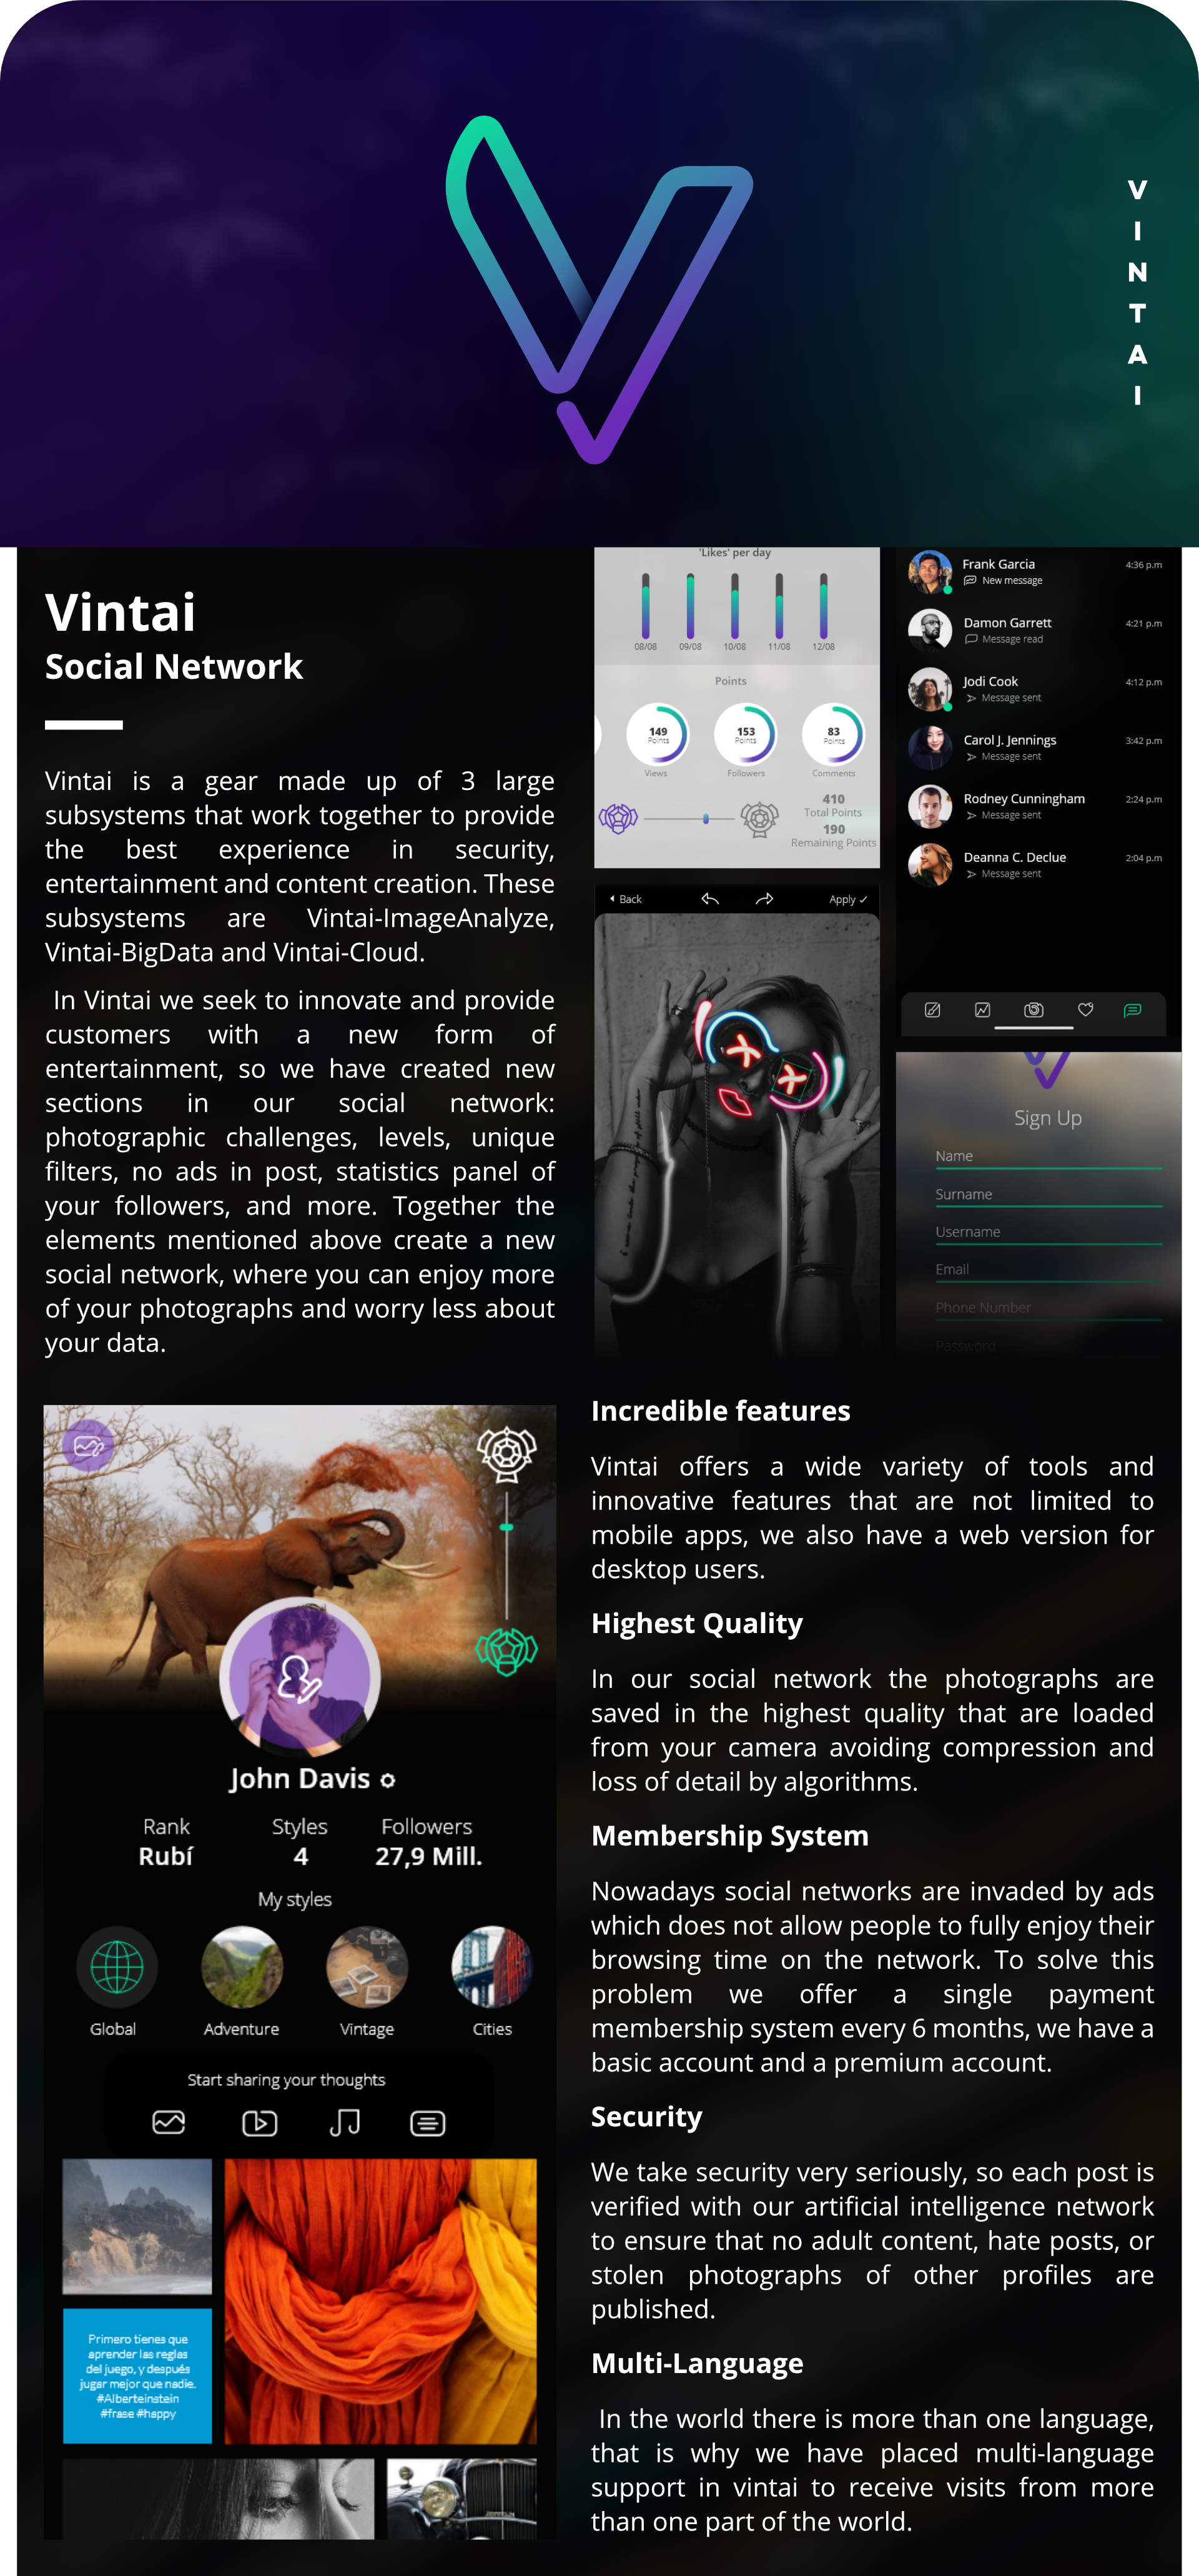 V
I
N
T
A
I
Vintai
Social Network
Vintai is a gear made up of 3 large
subsystems that work together to provide
the best experience in security,
entertainment and content creation. These
subsystems are Vintai-ImageAnalyze,
Vintai-BigData and Vintai-Cloud.
In Vintai we seek to innovate and provide
customers with a new form of
entertainment, so we have created new
sections in our social network:
photographic challenges, levels, unique
filters, no ads in post, statistics panel of
your followers, and more. Together the
elements mentioned above create a new
social network, where you can enjoy more
of your photographs and worry less about
your data.
'Likes' per day
08/08 09/08 10/08 11/08 12/08
Points
149 153 83
Points Points Points
Views Followers Comments
410
Total Points
190
Remaining Points
Back Apply
Frank Garcia 4:36 p.m
New message
Damon Garrett 4:21 p.m
Message read
Jodi Cook 4:12 p.m
Message sent
Carol J. Jennings 3:42 p.m
Message sent
Rodney Cunningham 2:24 p.m
Message sent
Deanna C. Declue 2:04 p.m
Message sent
Sign Up
Name
Surname
Username
Email
Phone Number
Password
John Davis
Rank Styles Followers
Rubí 4 27,9 Mill.
My styles
Global Adventure Vintage Cities
Start sharing your thoughts
Primero tienes que
aprender las reglas
del juego, y después
jugar mejor que nadie.
#Alberteinstein
#frase #happy
Incredible features
Vintai offers a wide variety of tools and
innovative features that are not limited to
mobile apps, we also have a web version for
desktop users.
Highest Quality
In our social network the photographs are
saved in the highest quality that are loaded
from your camera avoiding compression and
loss of detail by algorithms.
Membership System
Nowadays social networks are invaded by ads
which does not allow people to fully enjoy their
browsing time on the network. To solve this
problem we offer a single payment
membership system every 6 months, we have a
basic account and a premium account.
Security
We take security very seriously, so each post is
verified with our artificial intelligence network
to ensure that no adult content, hate posts, or
stolen photographs of other profiles are
published.
Multi-Language
In the world there is more than one language,
that is why we have placed multi-language
support in vintai to receive visits from more
than one part of the world.